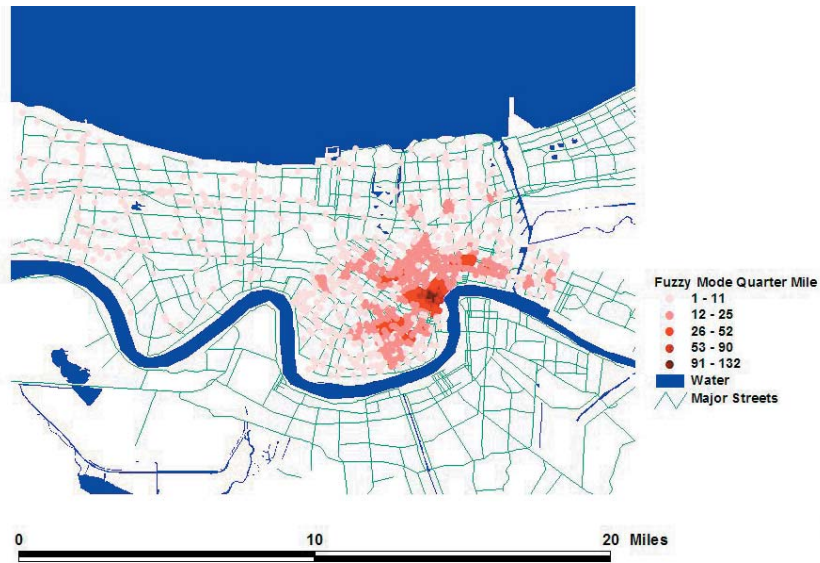 Fuzzy Mode Quarter Mile
1 - 11
12 - 25
26 - 52
53 - 90
91 - 132
Water
Major Streets
0 10 20 Miles